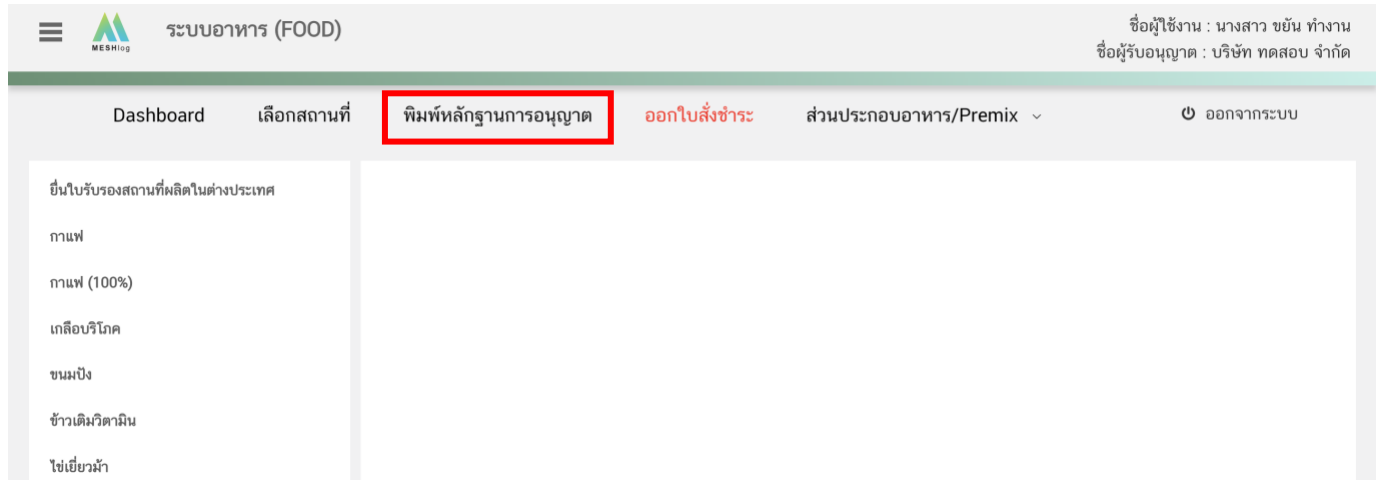 MESHlog
ระบบอาหาร (FOOD)
ชื่อผู้ใช้งาน : นางสาว ขยัน ทำงาน
ชื่อผู้รับอนุญาต : บริษัท ทดสอบ จำกัด
Dashboard
เลือกสถานที่
พิมพ์หลักฐานการอนุญาต
ออกใบสั่งชำระ
ส่วนประกอบอาหาร/Premix
ออกจากระบบ
ยื่นใบรับรองสถานที่ผลิตในต่างประเทศ
กาแฟ
กาแฟ (100%)
เกลือบริโภค
ขนมปัง
ข้าวเติมวิตามิน
ไข่เยี่ยวม้า